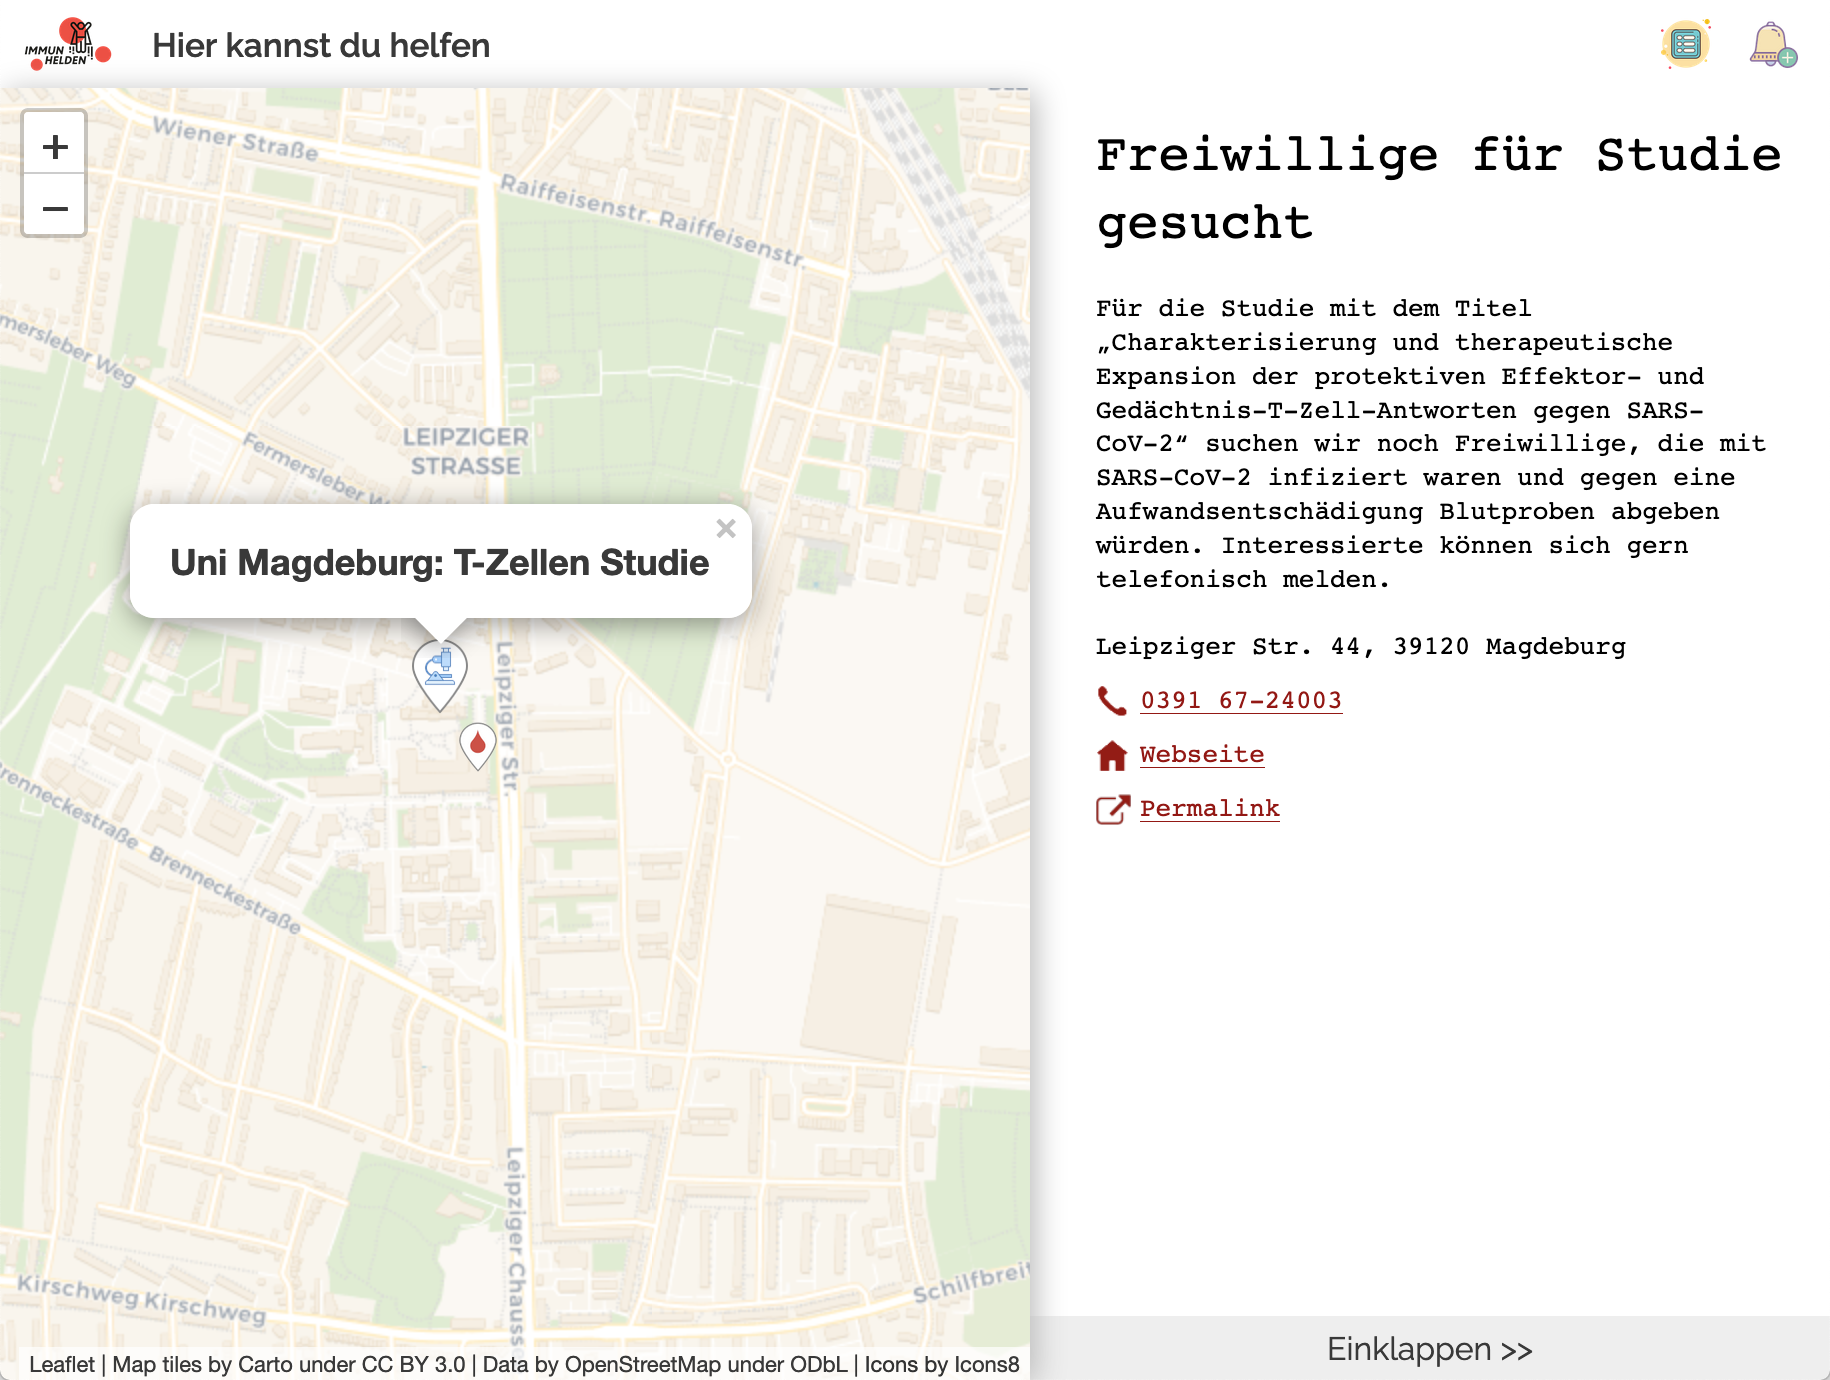 IMMUN
HELDEN
Hier kannst du helfen
+
−
Wiener Straße
Raiffeisenstr. Raiffeisenstr.
Fermersleber Weg
LEIPZIGER
STRASSE
Uni Magdeburg: T-Zellen Studie
×
Leipziger Str.
Brenneckestraße
Leipziger Chaussee
Kirschweg Kirschweg
Leaflet | Map tiles by Carto under CC BY 3.0 | Data by OpenStreetMap under ODbL | Icons by Icons8
Freiwillige für Studie
gesucht
Für die Studie mit dem Titel
„Charakterisierung und therapeutische
Expansion der protektiven Effektor- und
Gedächtnis-T-Zell-Antworten gegen SARS-
CoV-2“ suchen wir noch Freiwillige, die mit
SARS-CoV-2 infiziert waren und gegen eine
Aufwandsentschädigung Blutproben abgeben
würden. Interessierte können sich gern
telefonisch melden.
Leipziger Str. 44, 39120 Magdeburg
0391 67-24003
Webseite
Permalink
Einklappen >>